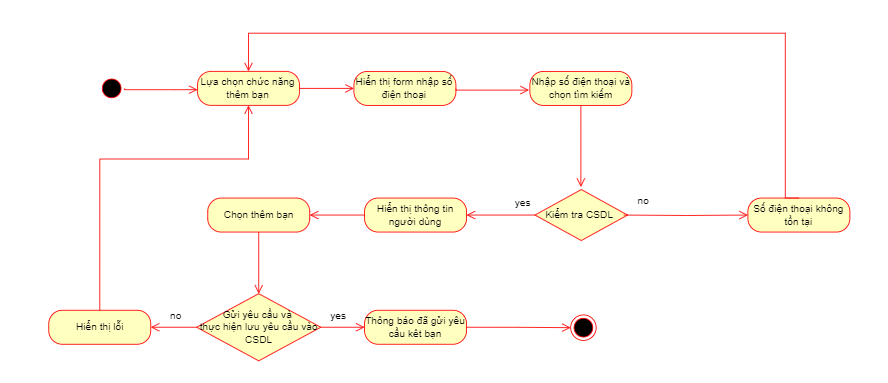 Lựa chọn chức năng
thêm bạn
Hiển thị form nhập số
điện thoại
Nhập số điện thoại và
chọn tìm kiếm
Chọn thêm bạn
Hiển thị thông tin
người dùng
yes
Kiểm tra CSDL
no
Số điện thoại không
tồn tại
Hiển thị lỗi
no
Gửi yêu cầu và
thực hiện lưu yêu cầu vào
CSDL
yes
Thông báo đã gửi yêu
cầu kêt bạn